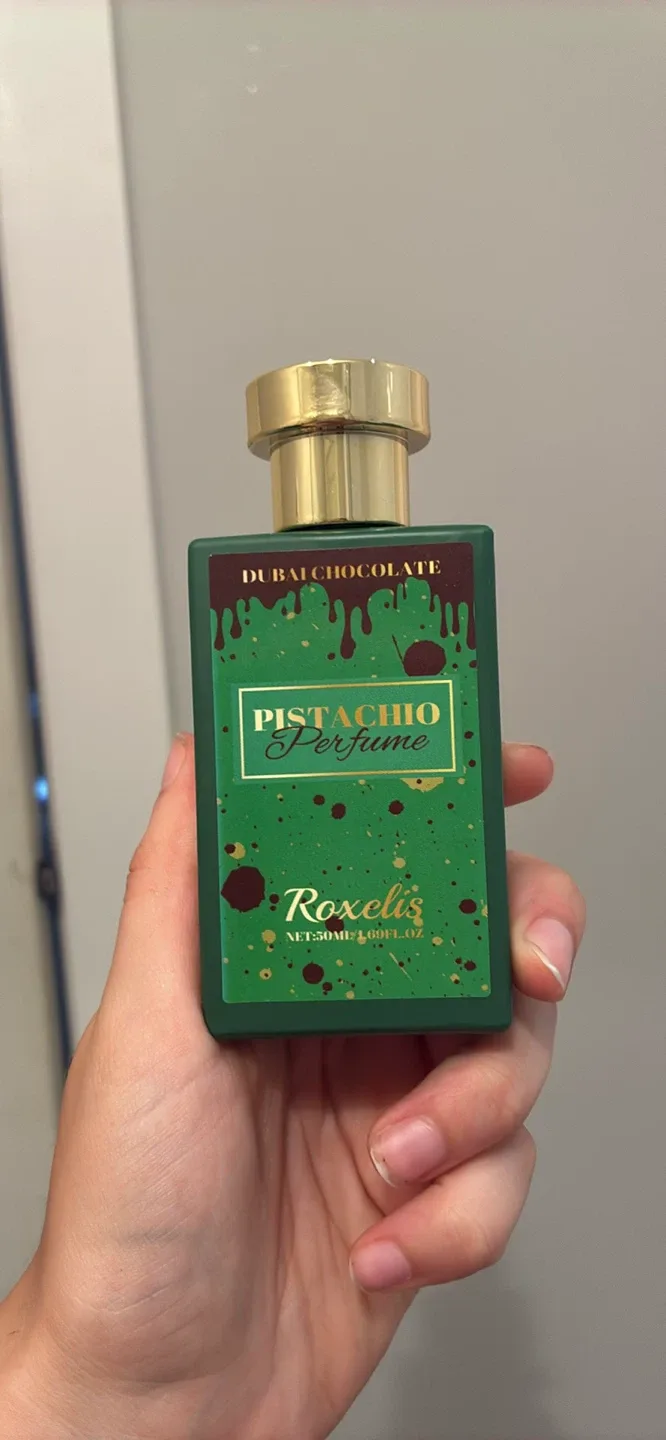 DUBAI CHOCOLATE
PISTACHIO
Perfume
Roxelis
NET:50ML/1.69FL.OZ